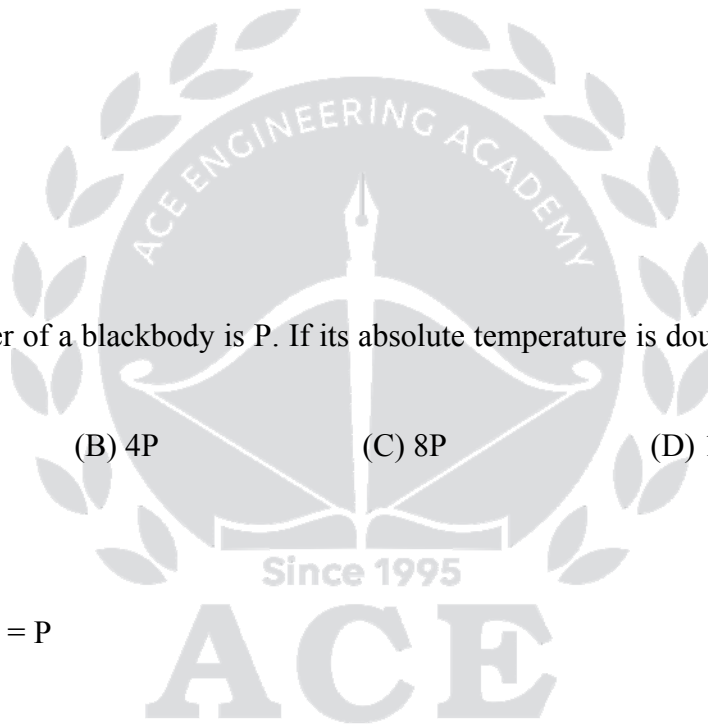 ACE ENGINEERING ACADEMY
er of a blackbody is P. If its absolute temperature is dou
(B) 4P (C) 8P (D)
Since 1995
= P
ACE